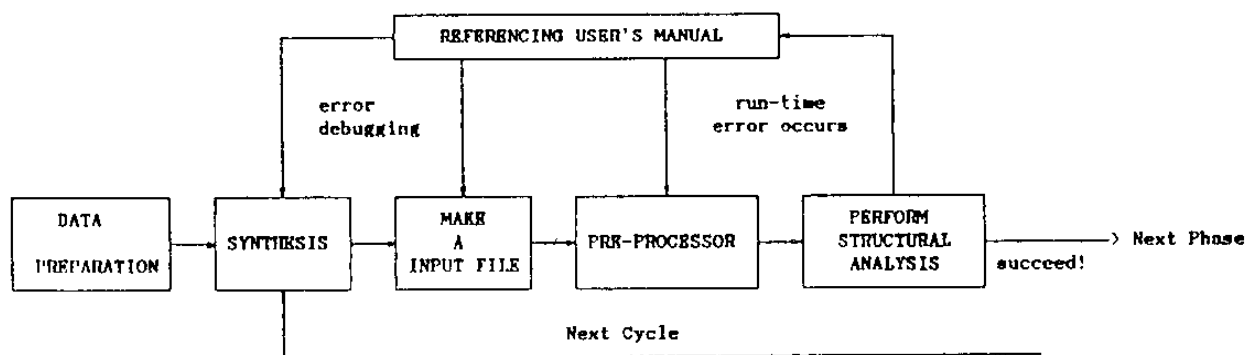 REFERENCING USER'S MANUAL
error
debugging
run-time
error occurs
DATA
PREPARATION
SYNTHESIS
MAKE
A
INPUT FILE
PRE-PROCESSOR
PERFORM
STRUCTURAL
ANALYSIS
Next Phase
succeed!
Next Cycle